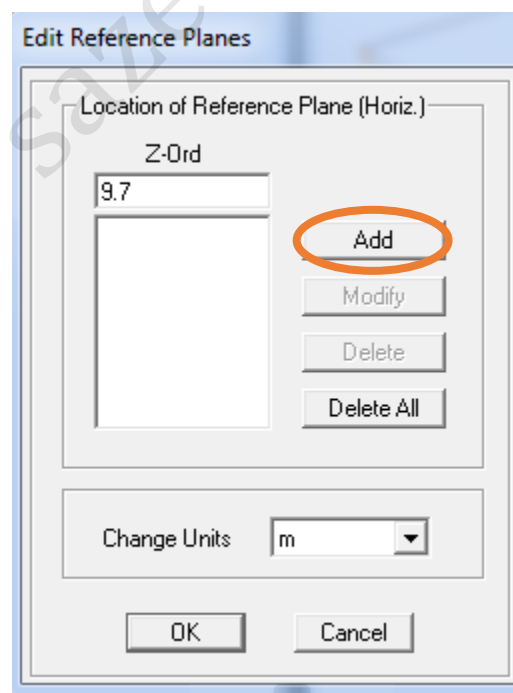 Edit Reference Planes
Location of Reference Plane (Horiz.)
Z-Ord
9.7
Add
Modify
Delete
Delete All
Change Units
m
OK
Cancel
saze